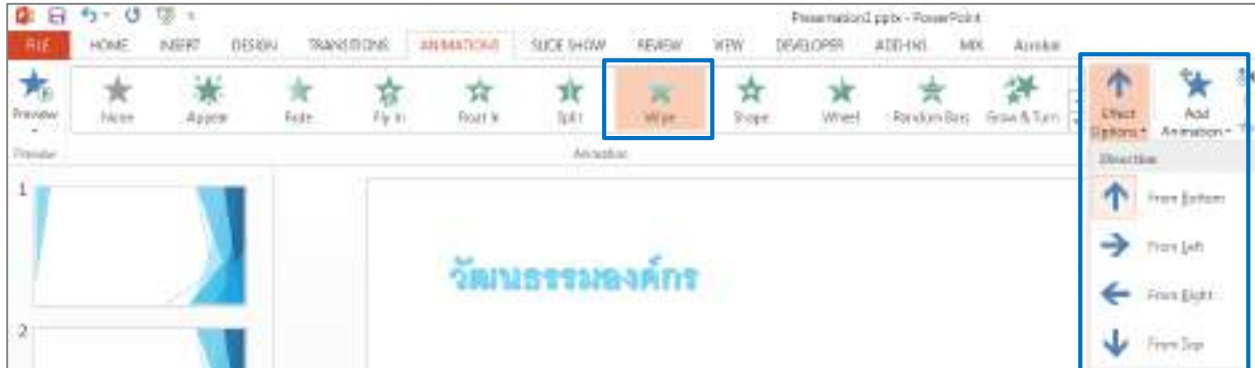 Presentation1.pptx - PowerPoint
FILE HOME INSERT DESIGN TRANSITIONS ANIMATIONS SLIDE SHOW REVIEW VIEW DEVELOPER ADD-INS MIX Acrobat
Preview None Appear Fade Fly In Float In Split Wipe Shape Wheel Random Bars Grow & Turn Effect Options Add Animation
Preview Animation Direction
From Bottom
1
From Left
วัฒนธรรมองค์กร
From Right
2
From Top